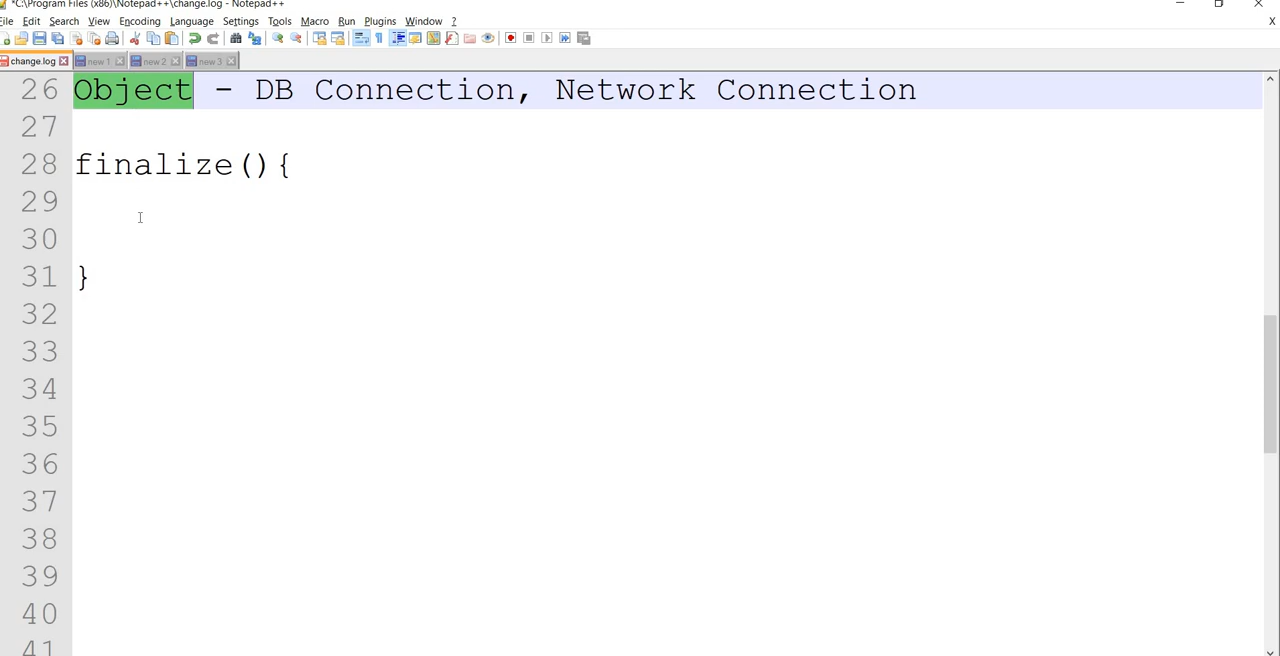 *C:\Program Files (x86)\Notepad++\change.log - Notepad++
File Edit Search View Encoding Language Settings Tools Macro Run Plugins Window ? X
change.log new 1 new 2 new 3
26 Object - DB Connection, Network Connection
27
28 finalize(){
29
30
31 }
32
33
34
35
36
37
38
39
40
41